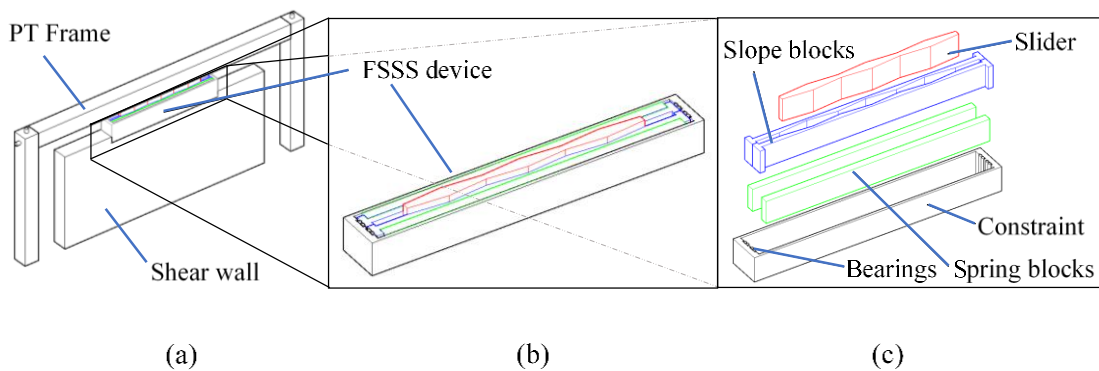 PT Frame
FSSS device
Shear wall
Slope blocks
Slider
Constraint
Bearings
Spring blocks
(a)
(b)
(c)